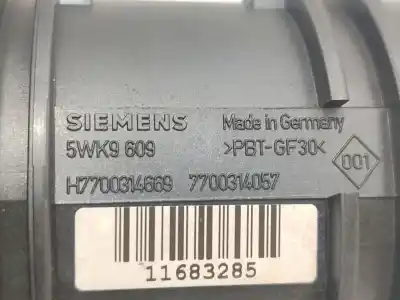 SIEMENS Made in Germany
5WK9 609 >PBT-GF30< 001
H7700314669 7700314057
11683285